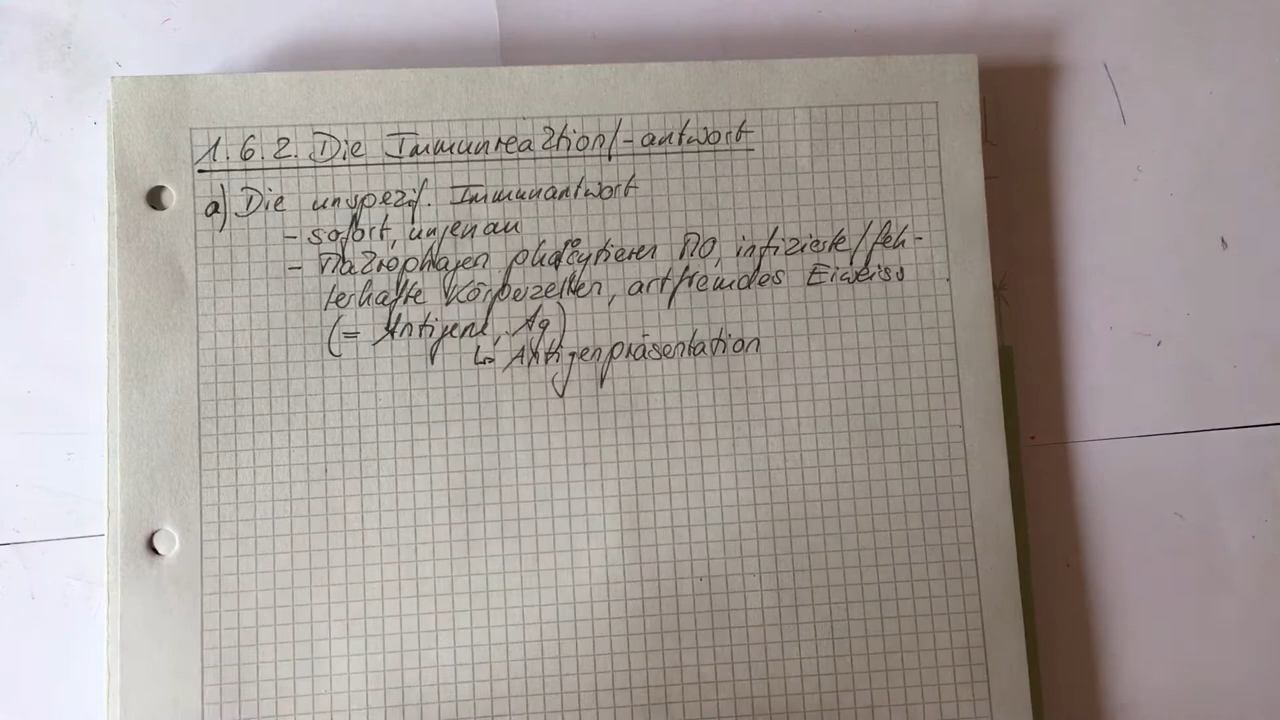 1.6.2. Die Immunreaktion/-antwort
a) Die unspezif. Immunantwort
- sofort, ungenau
- Makrophagen phagozytieren MO, infizierte/feh-
lerhafte Körperzellen, artfremdes Eiweiss
(= Antigene, Ag)
↳ Antigenpräsentation